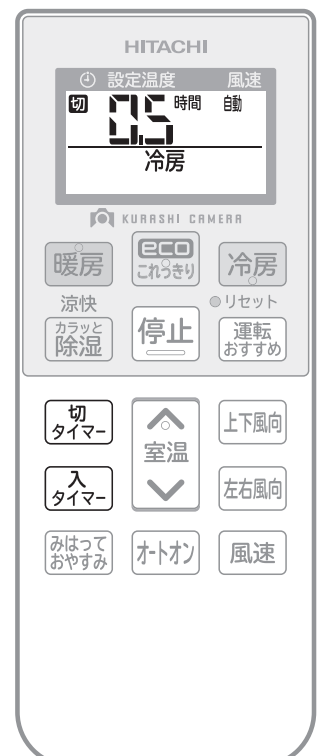 HITACHI
設定温度 風速
切 0.5 時間 自動
冷房
KURASHI CAMERA
暖房 eco これっきり 冷房
涼快 リセット
カラッと 除湿 停止 運転 おすすめ
切 タイマー 室温 上下風向
入 タイマー 左右風向
みはって おやすみ オートオン 風速